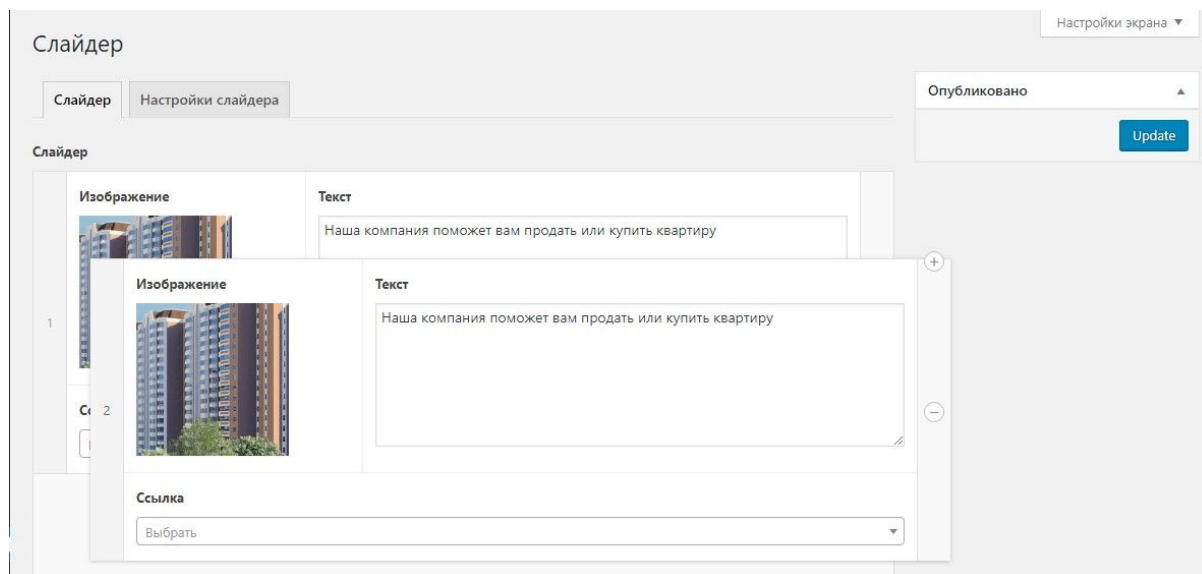 Настройки экрана ▼
Слайдер
Слайдер
Настройки слайдера
Опубликовано
Update
Слайдер
Изображение
Текст
Наша компания поможет вам продать или купить квартиру
1
2
Изображение
Текст
Наша компания поможет вам продать или купить квартиру
Ссылка
Выбрать